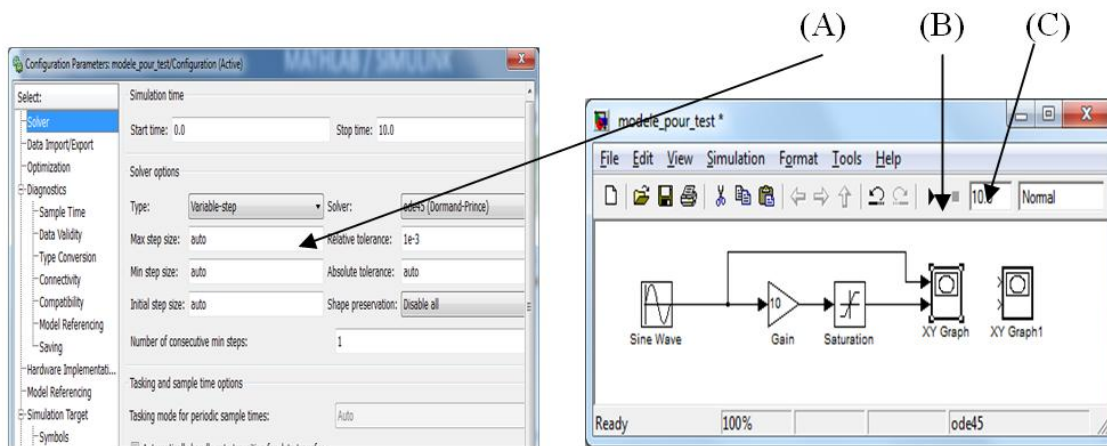 (A) (B) (C)
Configuration Parameters: modele_pour_test/Configuration (Active)
MATHLAB / SIMULINK
Select:
Solver
Data Import/Export
Optimization
Diagnostics
Sample Time
Data Validity
Type Conversion
Connectivity
Compatibility
Model Referencing
Saving
Hardware Implementati...
Model Referencing
Simulation Target
Symbols
Simulation time
Start time: 0.0 Stop time: 10.0
Solver options
Type: Variable-step Solver: ode45 (Dormand-Prince)
Max step size: auto Relative tolerance: 1e-3
Min step size: auto Absolute tolerance: auto
Initial step size: auto Shape preservation: Disable all
Number of consecutive min steps: 1
Tasking and sample time options
Tasking mode for periodic sample times: Auto
modele_pour_test *
File Edit View Simulation Format Tools Help
10.0 Normal
10
Sine Wave Gain Saturation XY Graph XY Graph1
Ready 100% ode45